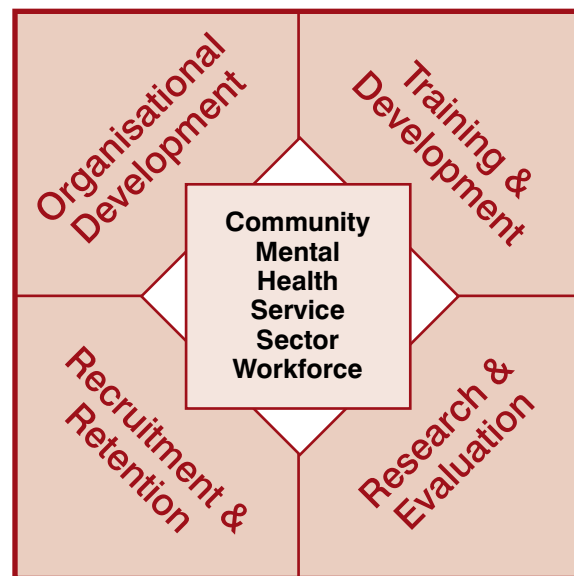 Organisational
Development
Training &
Development
Community
Mental
Health
Service
Sector
Workforce
Recruitment &
Retention
Research &
Evaluation